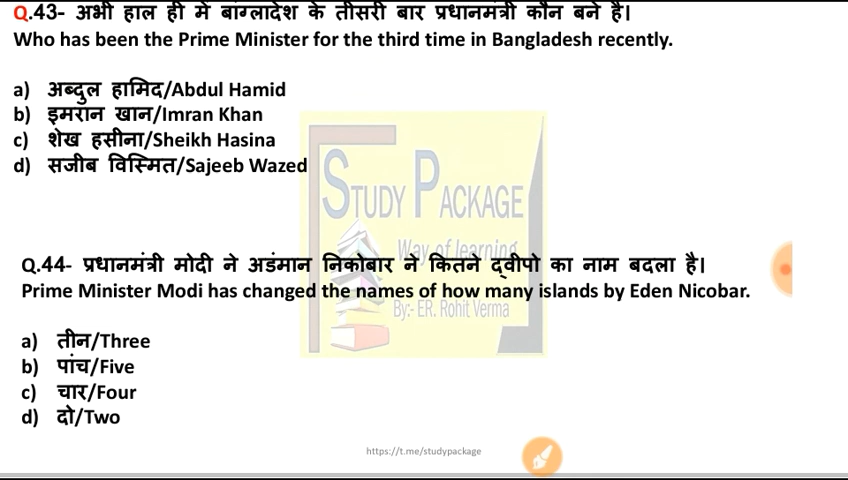 Q.43- अभी हाल ही में बांग्लादेश के तीसरी बार प्रधानमंत्री कौन बने हैं।
Who has been the Prime Minister for the third time in Bangladesh recently.
a) अब्दुल हामिद/Abdul Hamid
b) इमरान खान/Imran Khan
c) शेख हसीना/Sheikh Hasina
d) सजीब विस्मित/Sajeeb Wazed
STUDY PACKAGE
Way of learning
By:- ER. Rohit Verma
Q.44- प्रधानमंत्री मोदी ने अडंमान निकोबार ने कितने द्वीपो का नाम बदला है।
Prime Minister Modi has changed the names of how many islands by Eden Nicobar.
a) तीन/Three
b) पांच/Five
c) चार/Four
d) दो/Two
https://t.me/studypackage